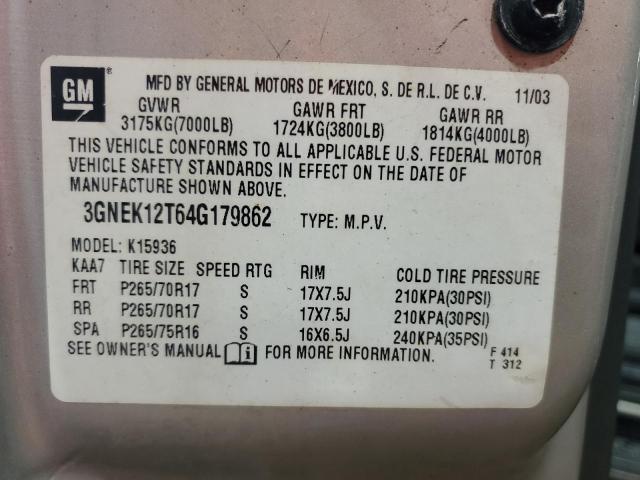 GM ®
MFD BY GENERAL MOTORS DE MEXICO, S. DE R.L. DE C.V. 11/03
GVWR GAWR FRT GAWR RR
3175KG(7000LB) 1724KG(3800LB) 1814KG(4000LB)
THIS VEHICLE CONFORMS TO ALL APPLICABLE U.S. FEDERAL MOTOR
VEHICLE SAFETY STANDARDS IN EFFECT ON THE DATE OF
MANUFACTURE SHOWN ABOVE.
3GNEK12T64G179862 TYPE: M.P.V.
MODEL: K15936
KAA7 TIRE SIZE SPEED RTG RIM COLD TIRE PRESSURE
FRT P265/70R17 S 17X7.5J 210KPA(30PSI)
RR P265/70R17 S 17X7.5J 210KPA(30PSI)
SPA P265/75R16 S 16X6.5J 240KPA(35PSI)
SEE OWNER'S MANUAL i FOR MORE INFORMATION. F 414
T 312